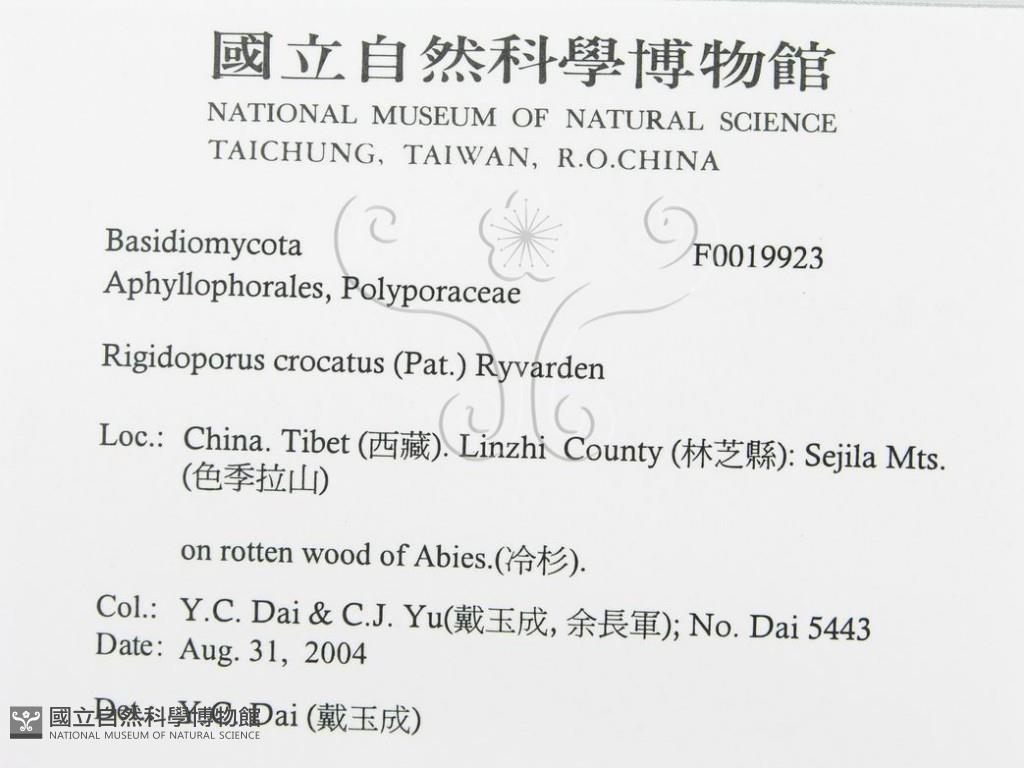 國立自然科學博物館
NATIONAL MUSEUM OF NATURAL SCIENCE
TAICHUNG, TAIWAN, R.O.CHINA
Basidiomycota F0019923
Aphyllophorales, Polyporaceae
Rigidoporus crocatus (Pat.) Ryvarden
Loc.: China. Tibet (西藏). Linzhi County (林芝縣): Sejila Mts.
(色季拉山)
on rotten wood of Abies.(冷杉).
Col.: Y.C. Dai & C.J. Yu(戴玉成, 余長軍); No. Dai 5443
Date: Aug. 31, 2004
Det.: Y.C. Dai (戴玉成)
國立自然科學博物館
NATIONAL MUSEUM OF NATURAL SCIENCE